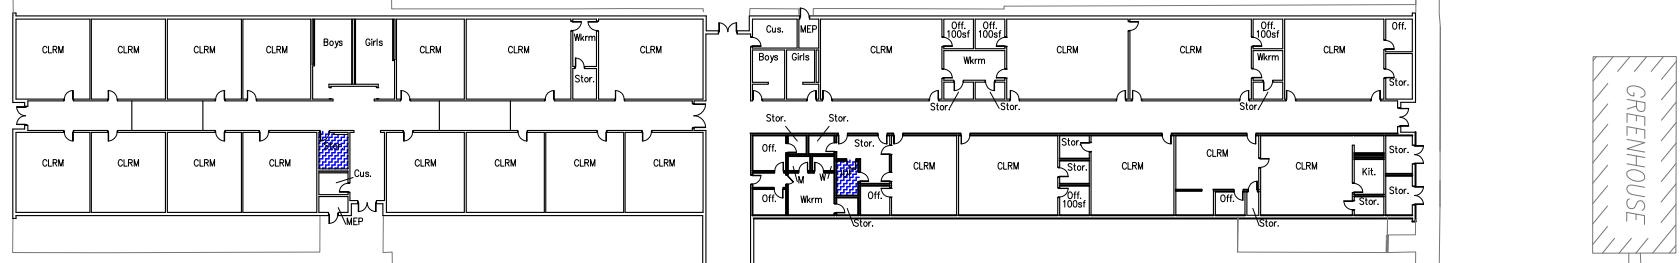 CLRM
CLRM
CLRM
CLRM
Boys
Girls
CLRM
CLRM
Wkrm
Stor.
CLRM
Cus.
MEP
Boys
Girls
CLRM
Off.
100sf
Off.
100sf
Wkrm
Stor.
Stor.
CLRM
CLRM
Off.
100sf
Wkrm
Stor.
CLRM
Off.
Stor.
CLRM
CLRM
CLRM
CLRM
Stor.
Cus.
MEP
CLRM
CLRM
CLRM
CLRM
Stor.
Stor.
Off.
M
W
Wkrm
Off.
Stor.
Off.
Stor.
CLRM
CLRM
Stor.
Stor.
Off.
100sf
CLRM
CLRM
Off.
Stor.
CLRM
Kit.
Stor.
Stor.
Stor.
GREENHOUSE